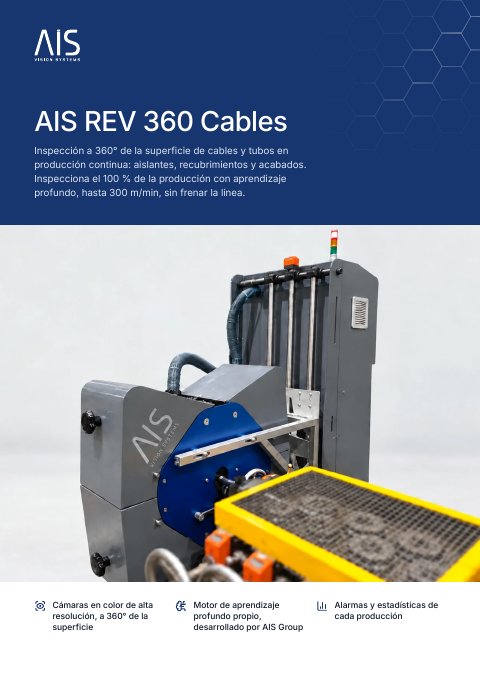 AIS
VISION SYSTEMS
AIS REV 360 Cables
Inspección a 360° de la superficie de cables y tubos en
producción continua: aislantes, recubrimientos y acabados.
Inspecciona el 100 % de la producción con aprendizaje
profundo, hasta 300 m/min, sin frenar la línea.
AIS
VISION SYSTEMS
Cámaras en color de alta
resolución, a 360° de la
superficie
Motor de aprendizaje
profundo propio,
desarrollado por AIS Group
Alarmas y estadísticas de
cada producción